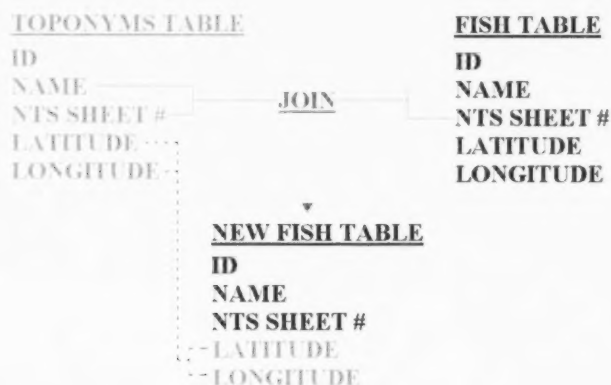 TOPONYMS TABLE
ID
NAME
NTS SHEET #
LATITUDE
LONGITUDE
JOIN
FISH TABLE
ID
NAME
NTS SHEET #
LATITUDE
LONGITUDE
NEW FISH TABLE
ID
NAME
NTS SHEET #
LATITUDE
LONGITUDE